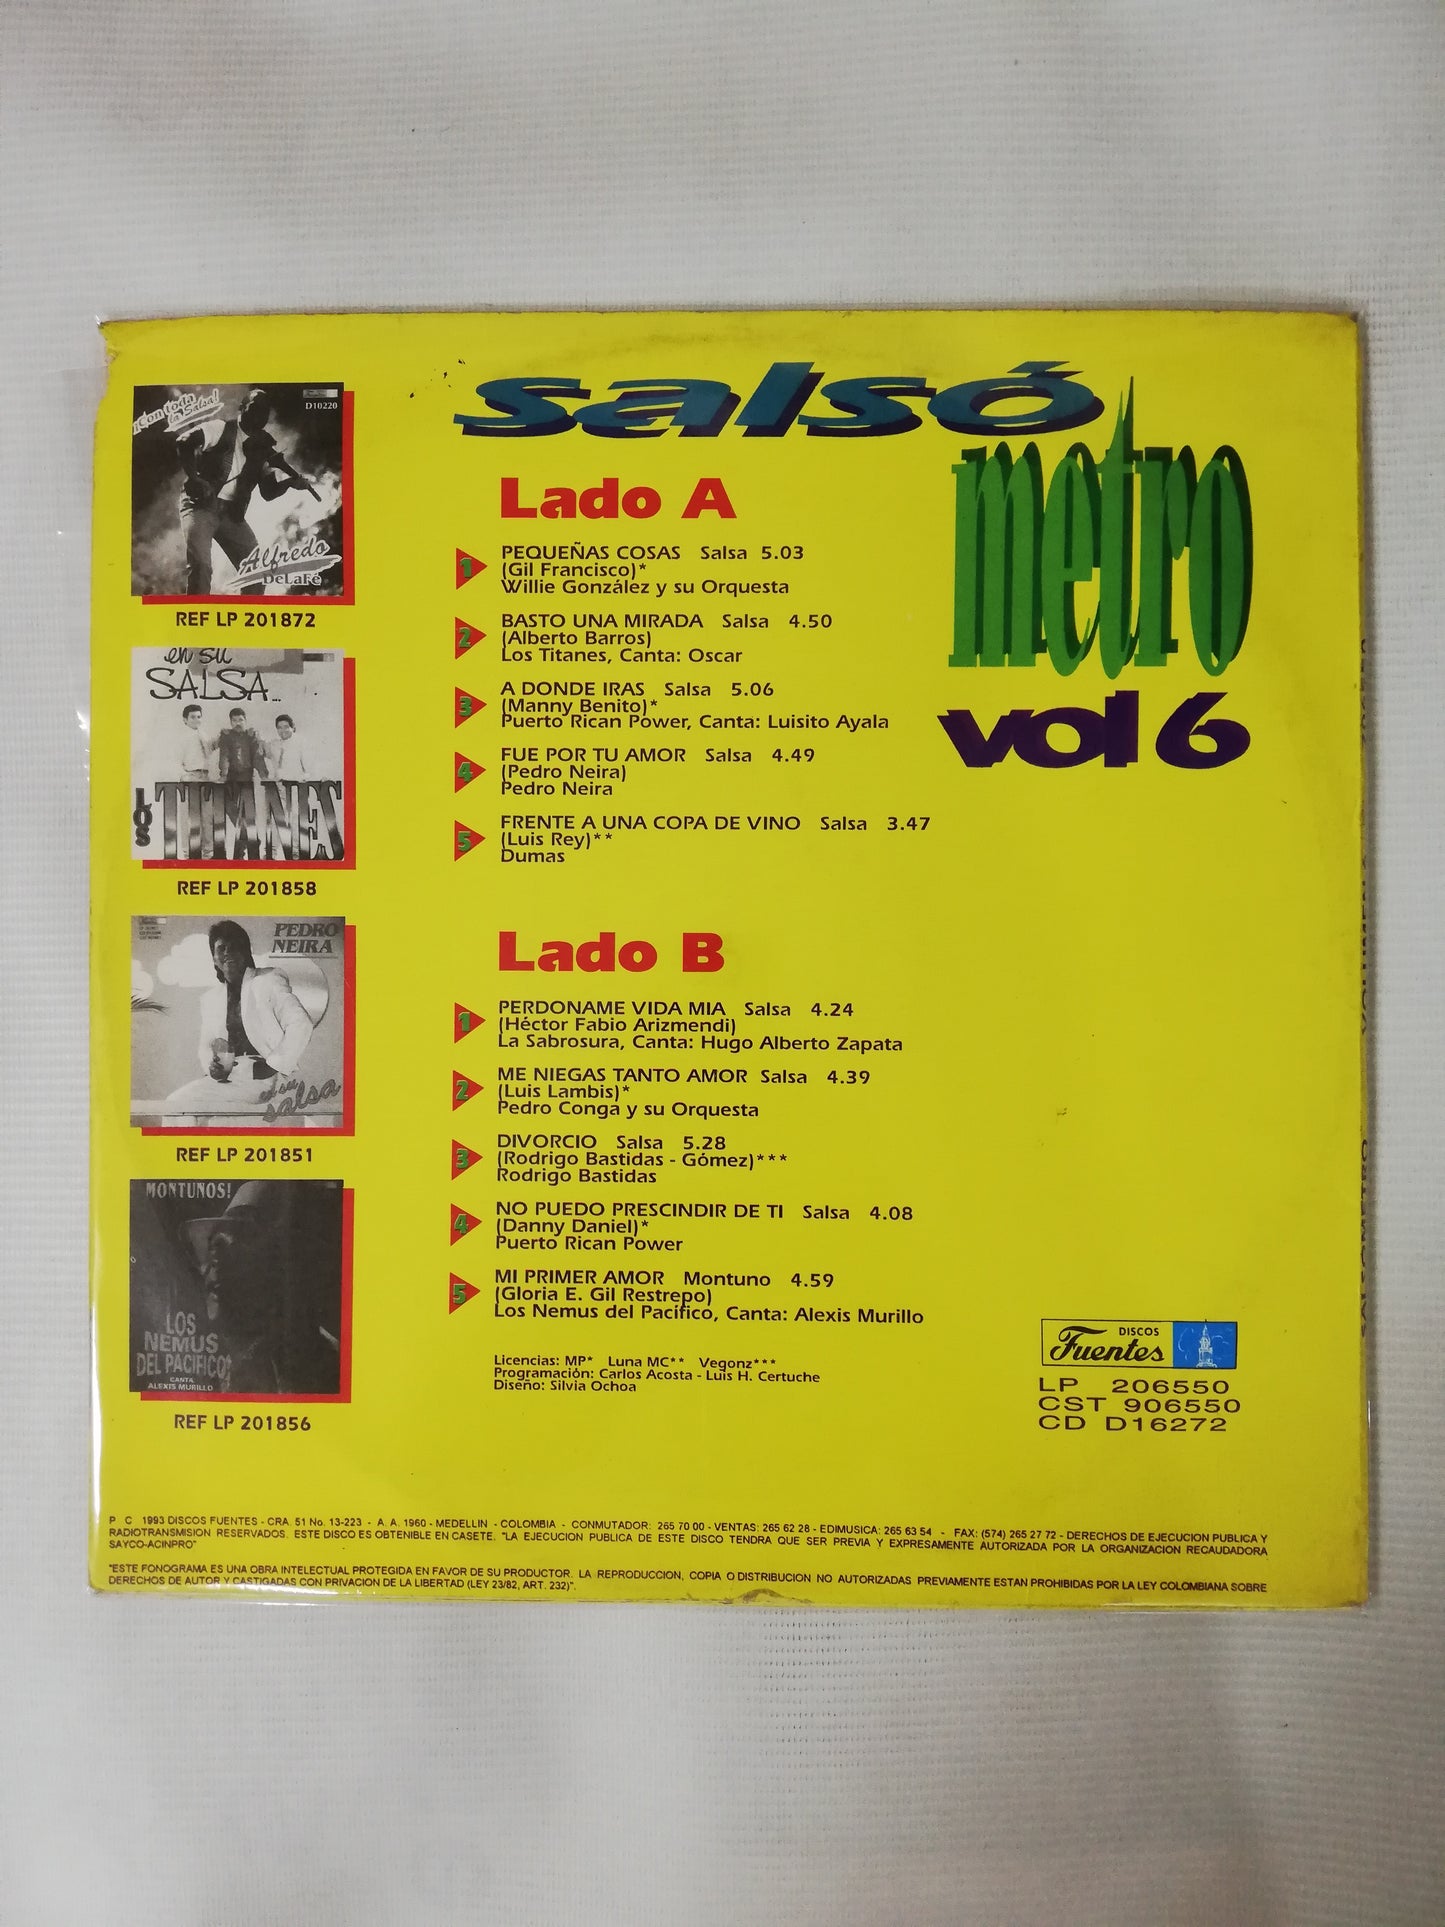 salsó
metro
vol 6
¡Con toda
la Salsa!
D10220
Alfredo
DeLaFé
REF LP 201872
en su
SALSA...
LOS TITANES
REF LP 201858
PEDRO
NEIRA
en su
salsa
REF LP 201851
MONTUNOS!
LOS
NEMUS
DEL PACIFICO
CANTA
ALEXIS MURILLO
REF LP 201856
Lado A
1 PEQUEÑAS COSAS Salsa 5.03
(Gil Francisco)*
Willie González y su Orquesta
2 BASTO UNA MIRADA Salsa 4.50
(Alberto Barros)
Los Titanes, Canta: Oscar
3 A DONDE IRAS Salsa 5.06
(Manny Benito)*
Puerto Rican Power, Canta: Luisito Ayala
4 FUE POR TU AMOR Salsa 4.49
(Pedro Neira)
Pedro Neira
5 FRENTE A UNA COPA DE VINO Salsa 3.47
(Luis Rey)**
Dumas
Lado B
1 PERDONAME VIDA MIA Salsa 4.24
(Héctor Fabio Arizmendi)
La Sabrosura, Canta: Hugo Alberto Zapata
2 ME NIEGAS TANTO AMOR Salsa 4.39
(Luis Lambis)*
Pedro Conga y su Orquesta
3 DIVORCIO Salsa 5.28
(Rodrigo Bastidas - Gómez)***
Rodrigo Bastidas
4 NO PUEDO PRESCINDIR DE TI Salsa 4.08
(Danny Daniel)*
Puerto Rican Power
5 MI PRIMER AMOR Montuno 4.59
(Gloria E. Gil Restrepo)
Los Nemus del Pacífico, Canta: Alexis Murillo
Licencias: MP* Luna MC** Vegonz***
Programación: Carlos Acosta - Luis H. Certuche
Diseño: Silvia Ochoa
DISCOS
Fuentes
LP 206550
CST 906550
CD D16272
P C 1993 DISCOS FUENTES - CRA. 51 No. 13-223 - A. A. 1960 - MEDELLIN - COLOMBIA - CONMUTADOR: 265 70 00 - VENTAS: 265 62 28 - EDIMUSICA: 265 63 54 - FAX: (574) 265 27 72 - DERECHOS DE EJECUCION PUBLICA Y
RADIOTRANSMISION RESERVADOS. ESTE DISCO ES OBTENIBLE EN CASETE. "LA EJECUCION PUBLICA DE ESTE DISCO TENDRA QUE SER PREVIA Y EXPRESAMENTE AUTORIZADA POR LA ORGANIZACION RECAUDADORA
SAYCO-ACINPRO"
"ESTE FONOGRAMA ES UNA OBRA INTELECTUAL PROTEGIDA EN FAVOR DE SU PRODUCTOR. LA REPRODUCCION, COPIA O DISTRIBUCION NO AUTORIZADAS PREVIAMENTE ESTAN PROHIBIDAS POR LA LEY COLOMBIANA SOBRE
DERECHOS DE AUTOR Y CASTIGADAS CON PRIVACION DE LA LIBERTAD (LEY 23/82, ART. 232)".